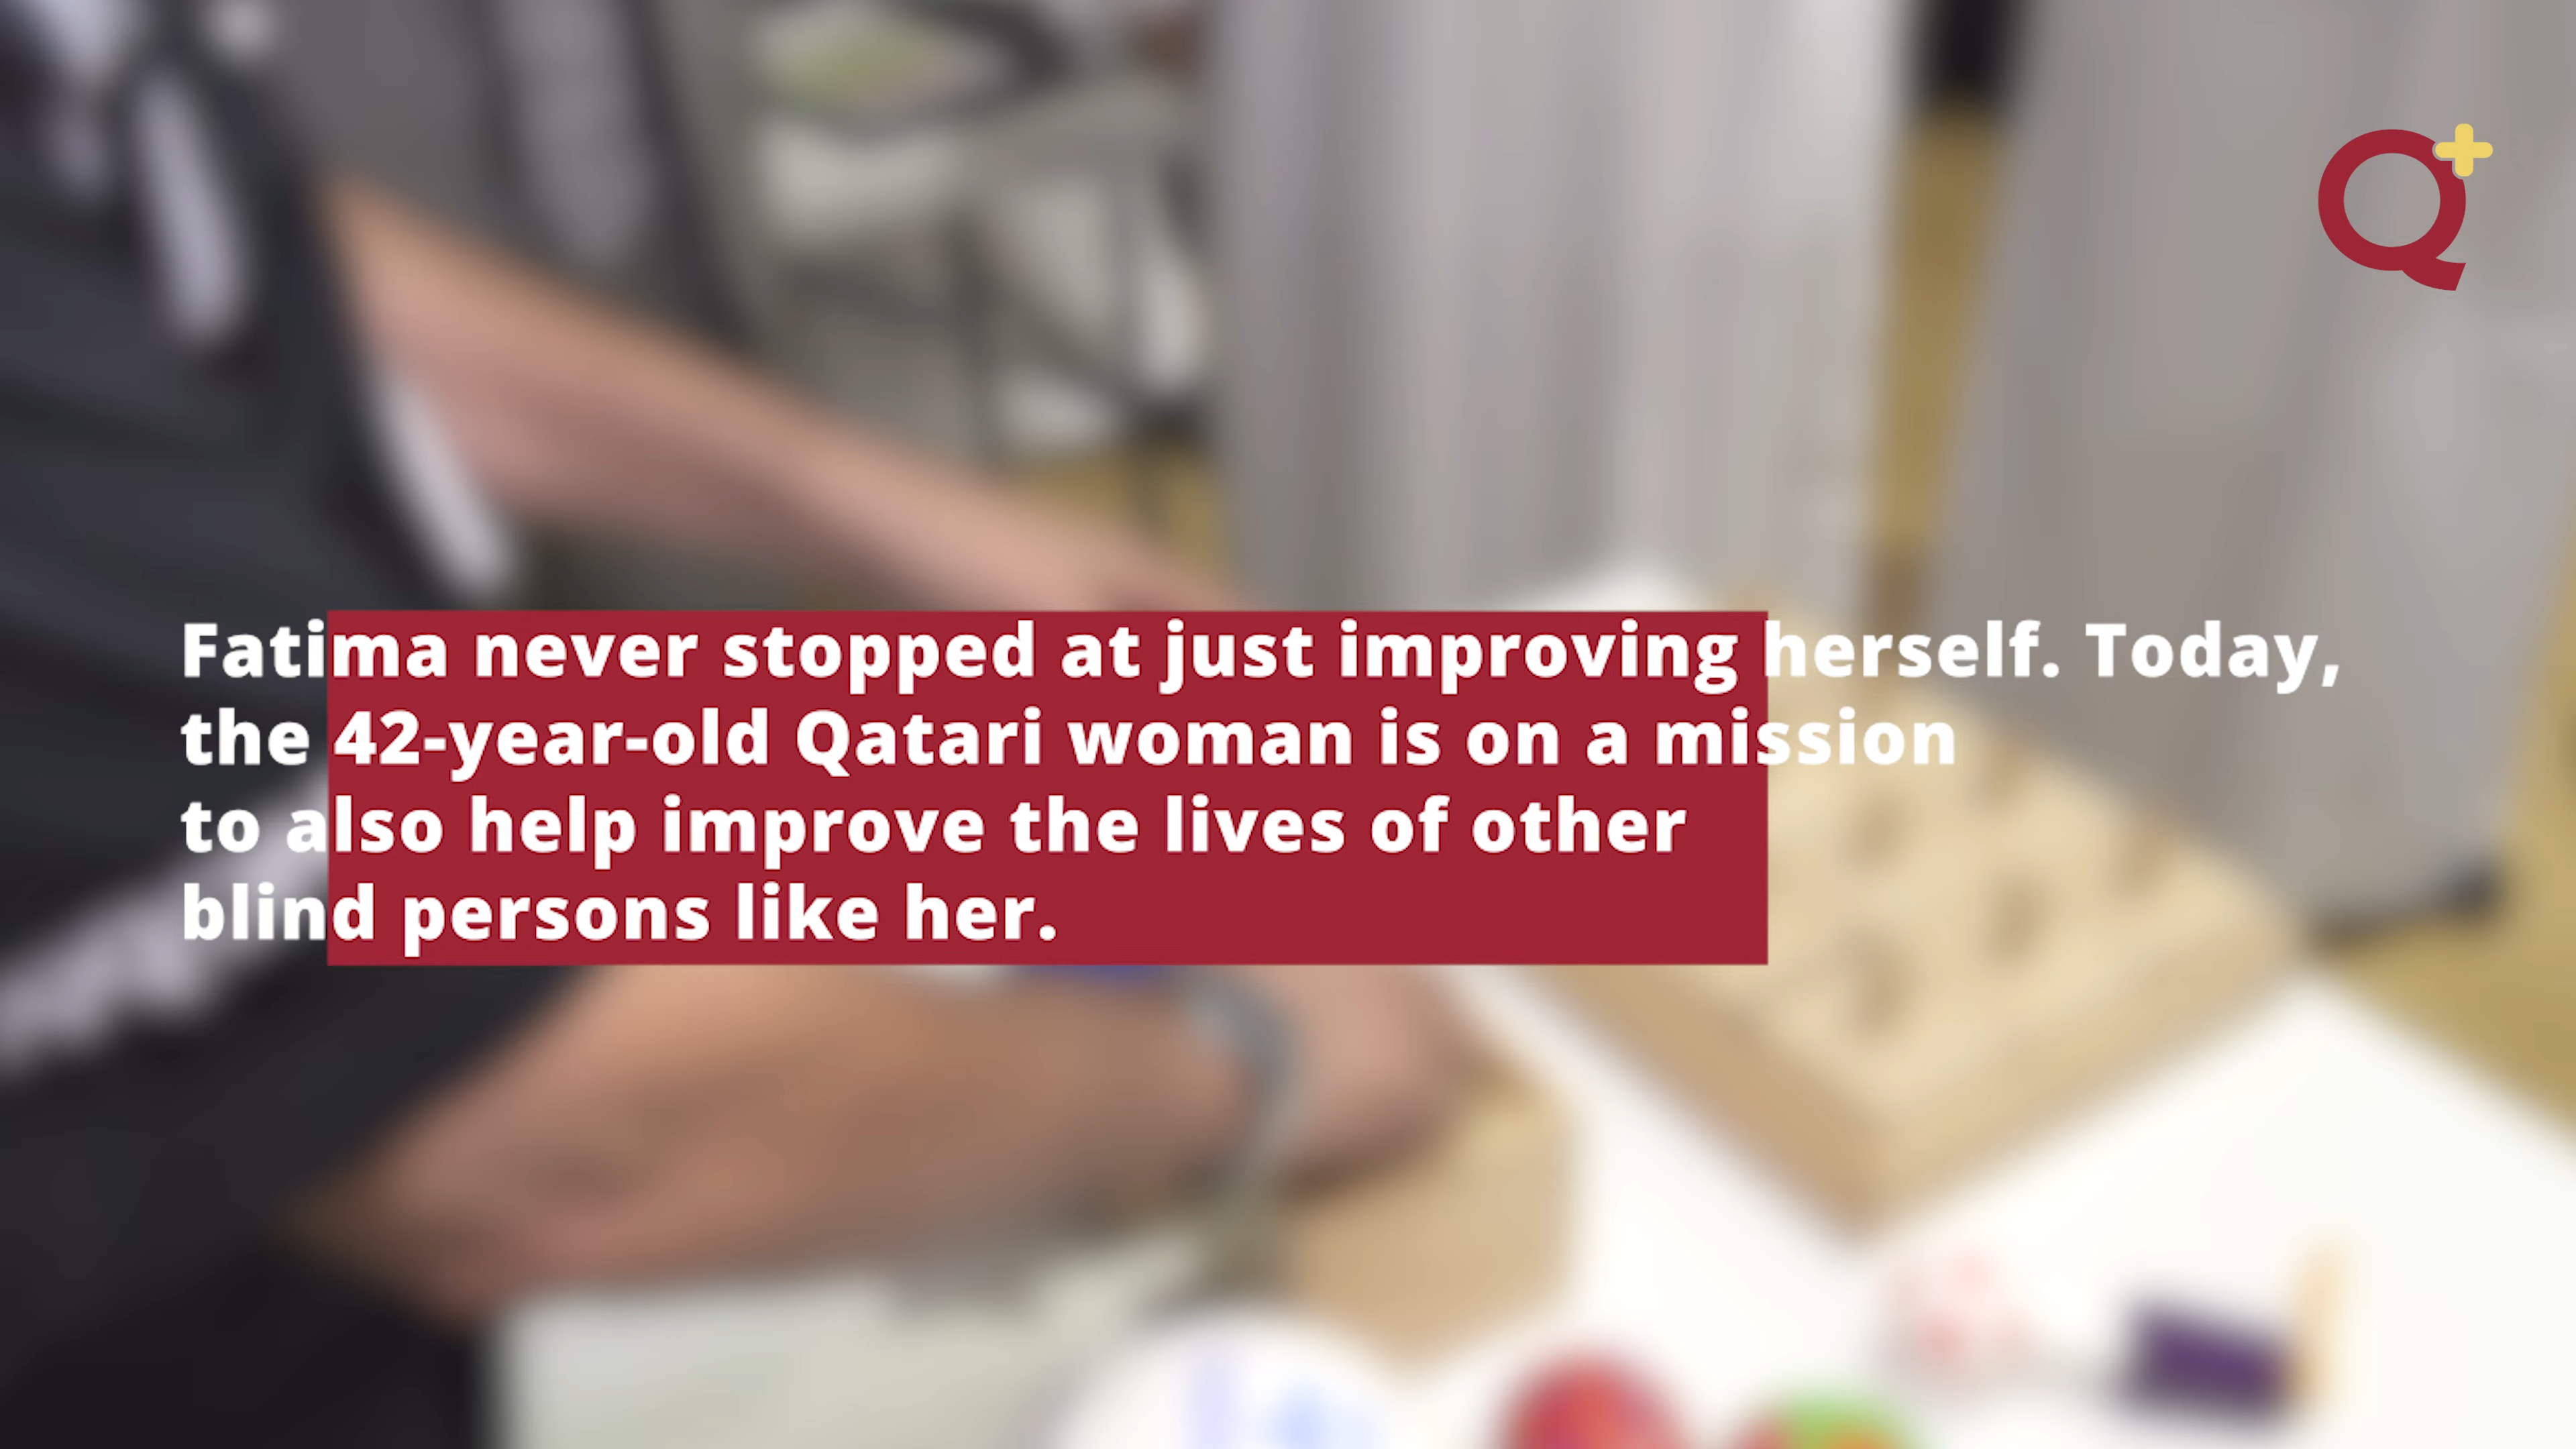 Q+
Fatima never stopped at just improving herself. Today,
the 42-year-old Qatari woman is on a mission
to also help improve the lives of other
blind persons like her.